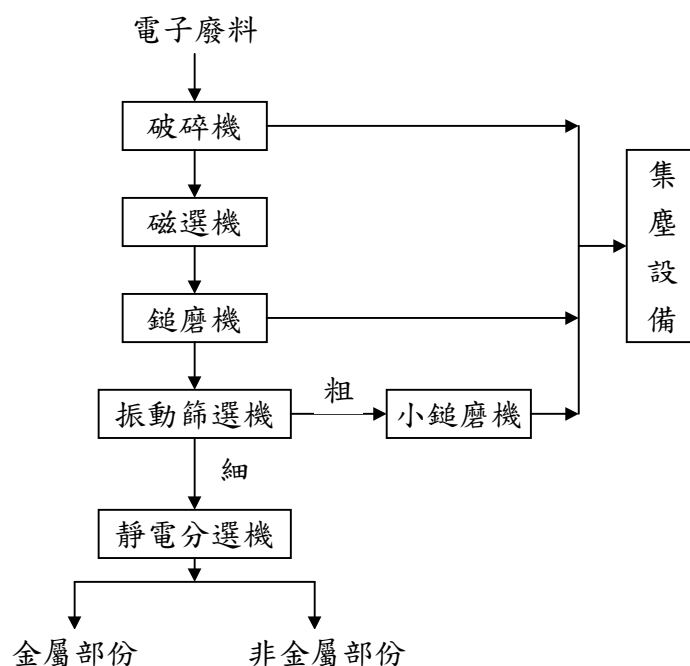 電子廢料
破碎機
磁選機
鎚磨機
振動篩選機
粗
小鎚磨機
集塵設備
細
靜電分選機
金屬部份
非金屬部份